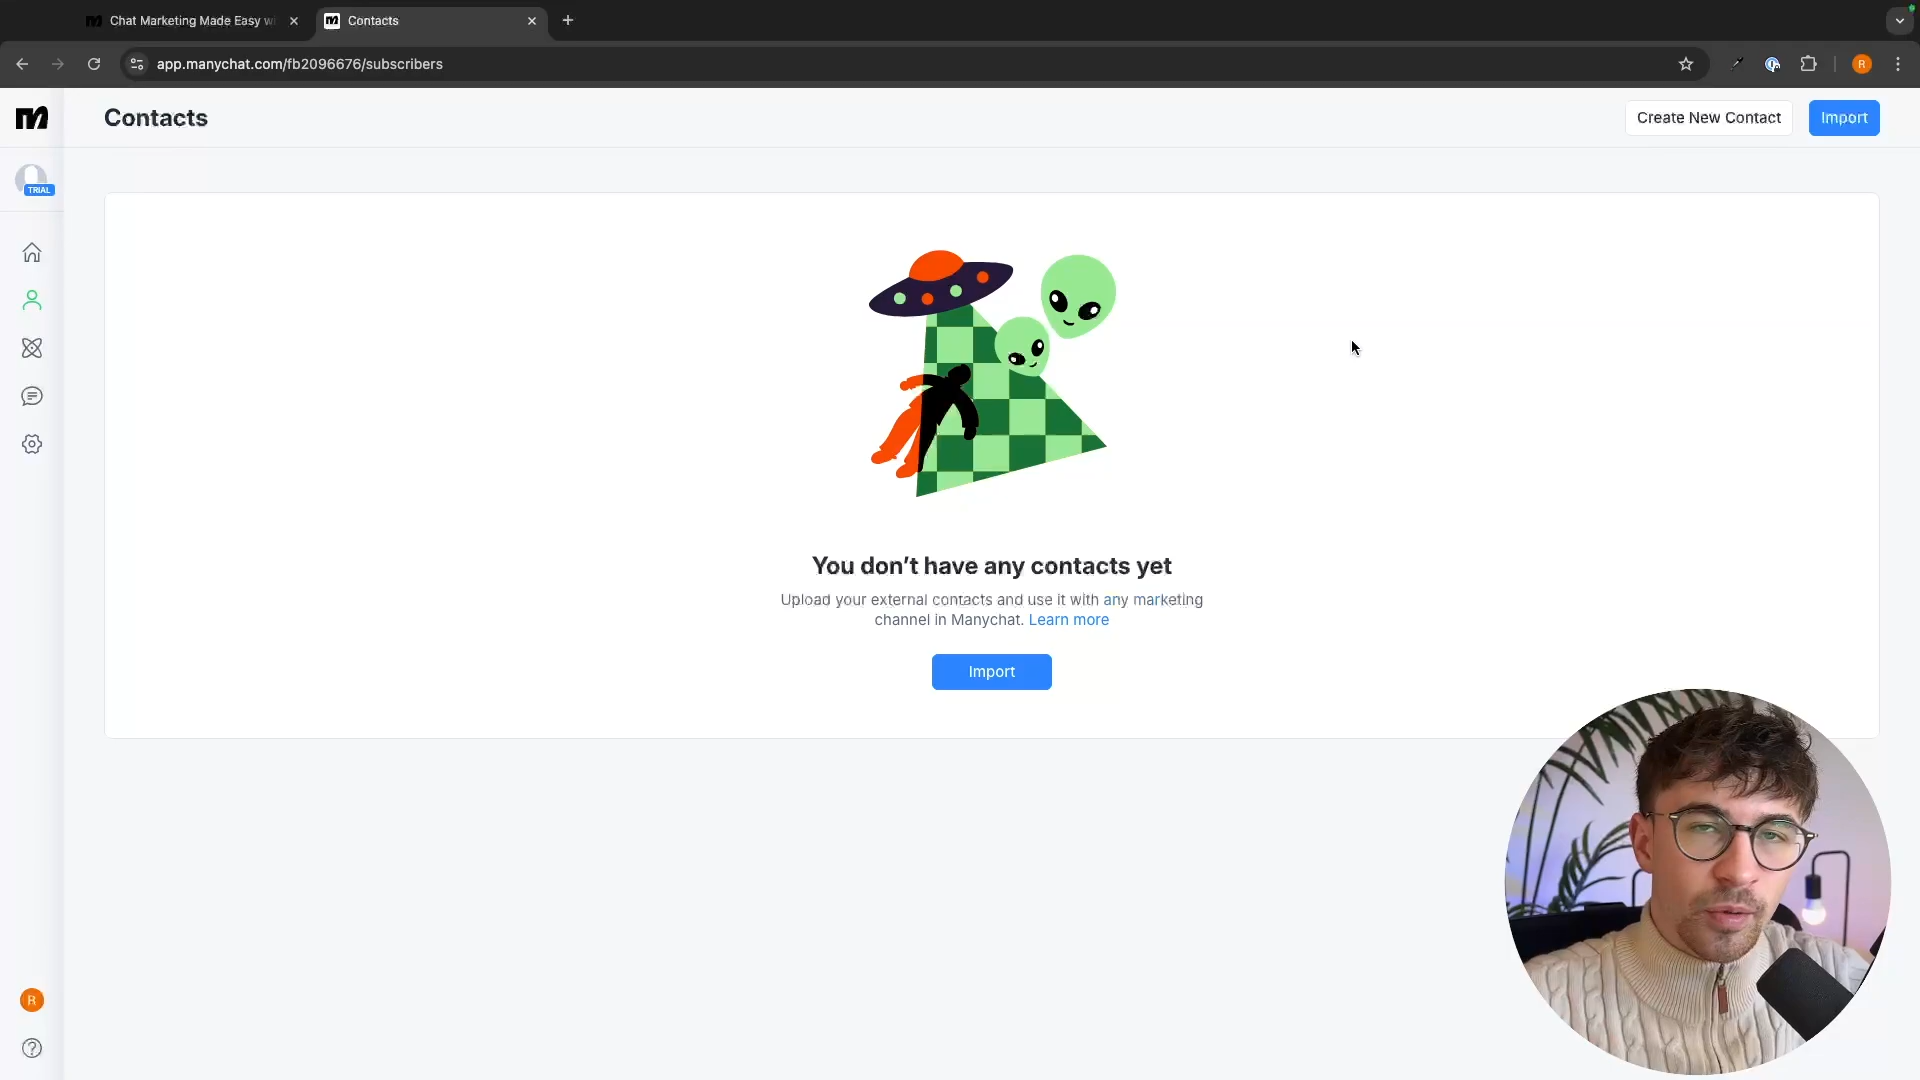 Chat Marketing Made Easy wi
Contacts
app.manychat.com/fb2096676/subscribers
R
Contacts
Create New Contact
Import
TRIAL
You don’t have any contacts yet
Upload your external contacts and use it with any marketing
channel in Manychat. Learn more
Import
R